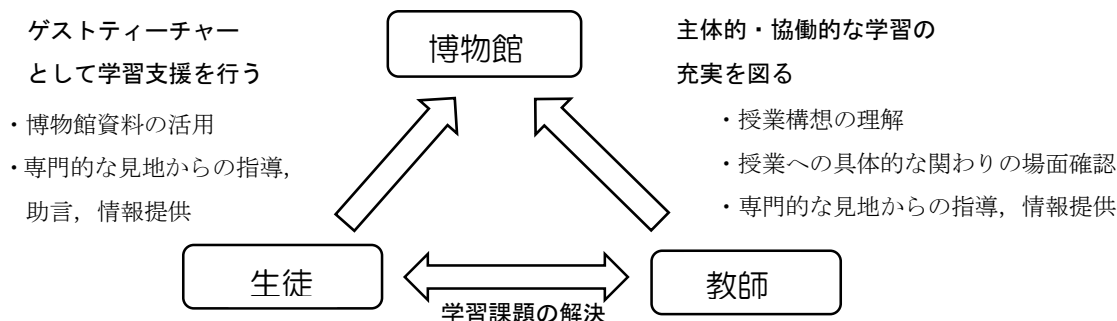 ゲストティーチャー
として学習支援を行う
・博物館資料の活用
・専門的な見地からの指導，
助言，情報提供
博物館
主体的・協働的な学習の
充実を図る
・授業構想の理解
・授業への具体的な関わりの場面確認
・専門的な見地からの指導，情報提供
生徒
学習課題の解決
教師